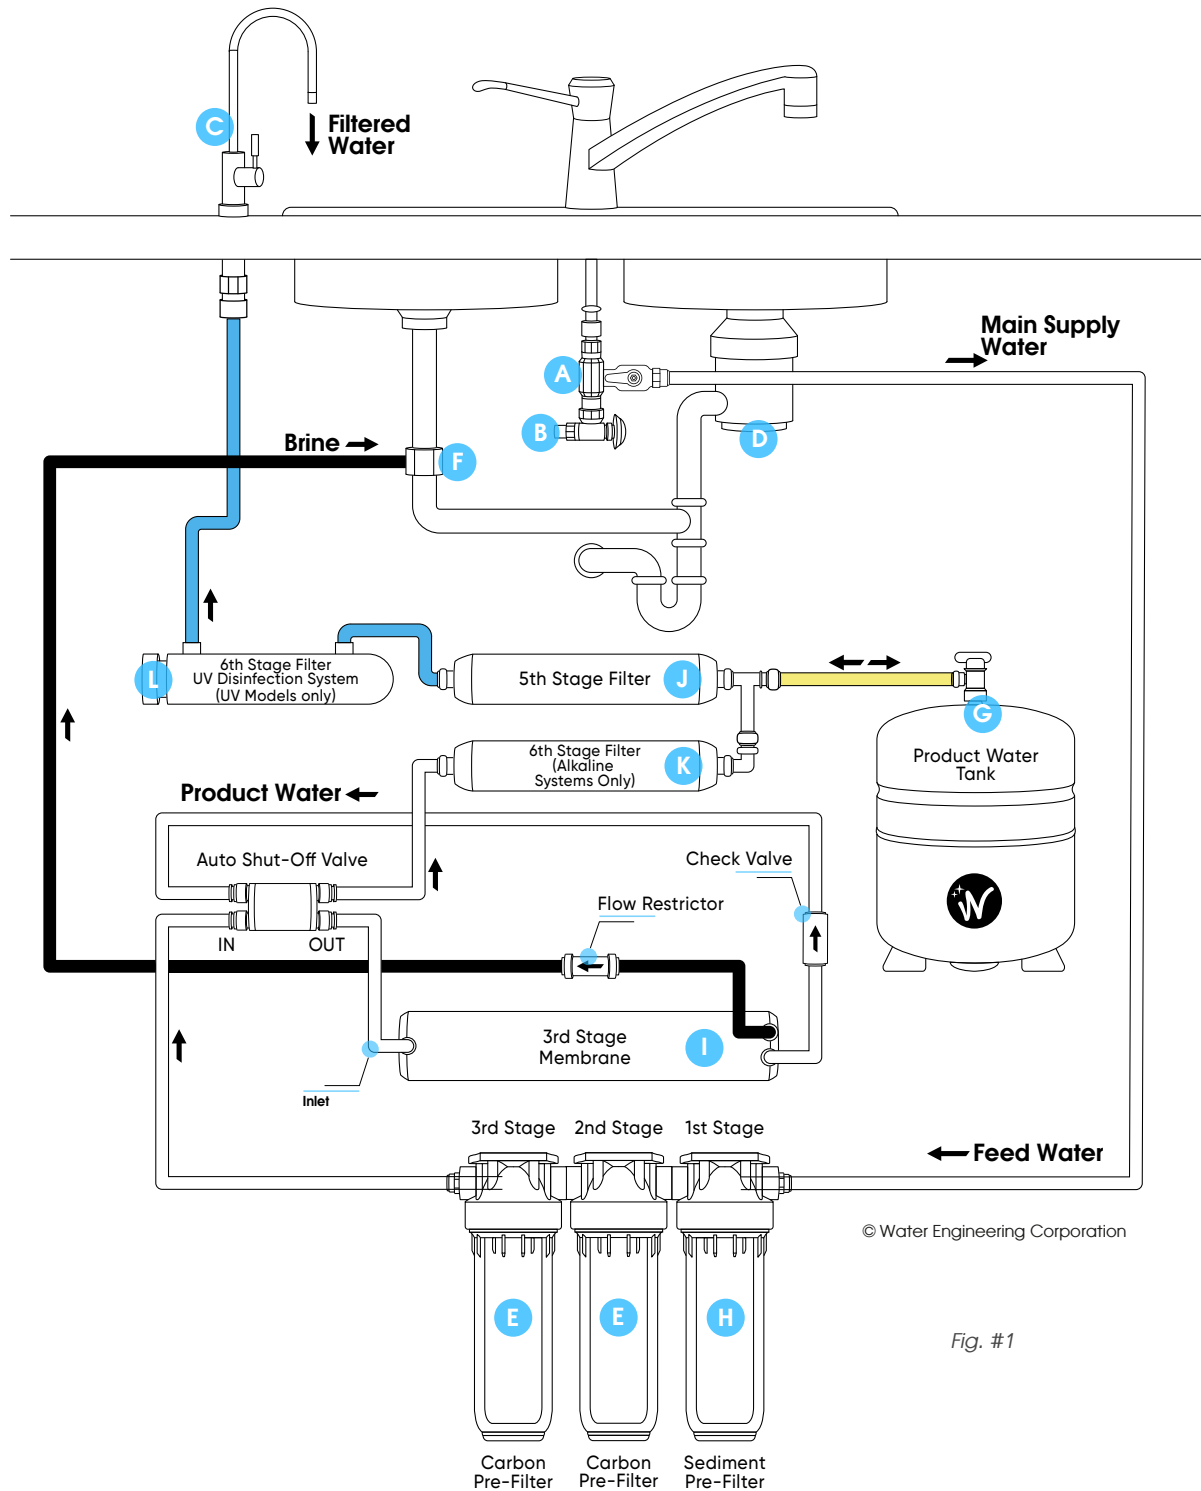 C
Filtered
Water
Main Supply
Water
A
B
D
Brine
F
6th Stage Filter
UV Disinfection System
(UV Models only)
L
5th Stage Filter
J
G
Product Water
Tank
6th Stage Filter
(Alkaline
Systems Only)
K
Product Water
Auto Shut-Off Valve
Check Valve
Flow Restrictor
W
IN
OUT
3rd Stage
Membrane
I
Inlet
3rd Stage
2nd Stage
1st Stage
Feed Water
© Water Engineering Corporation
E
E
H
Fig. #1
Carbon
Pre-Filter
Carbon
Pre-Filter
Sediment
Pre-Filter